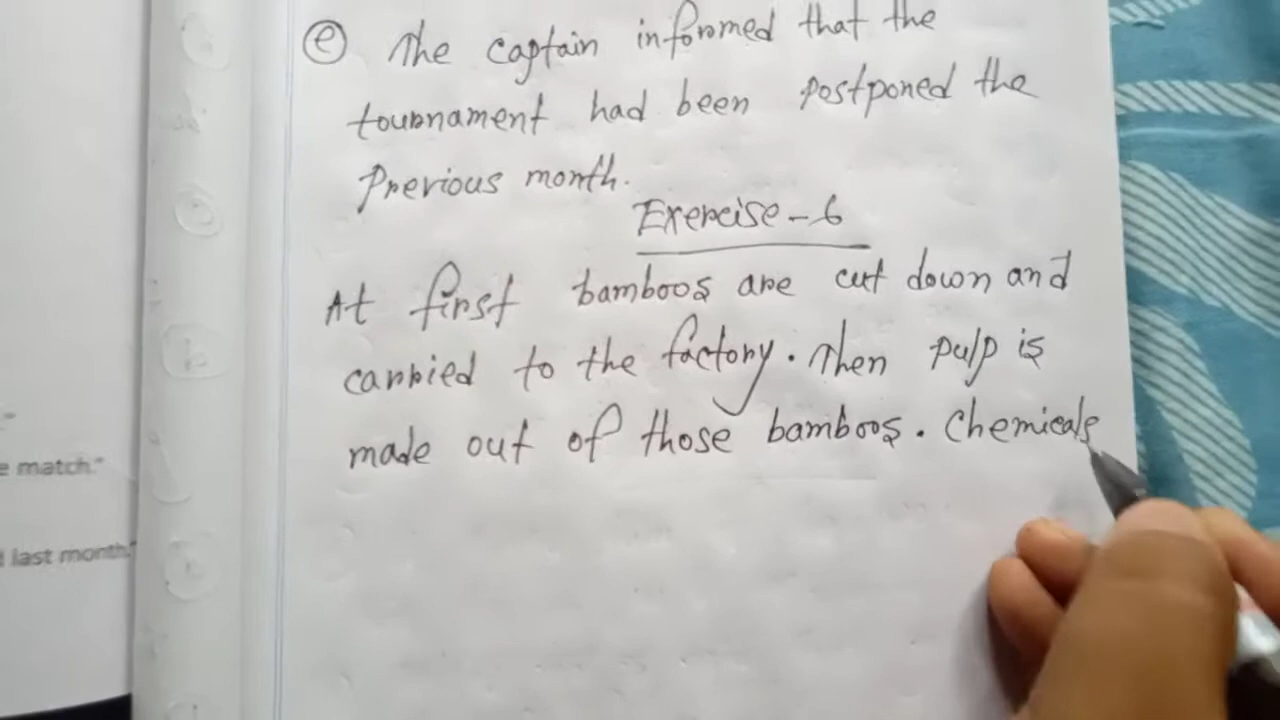 ⓔ The captain informed that the
tournament had been postponed the
Previous month.
Exercise-6
At first bamboos are cut down and
carried to the factory. Then pulp is
made out of those bamboos. Chemicals
e match."
last month."